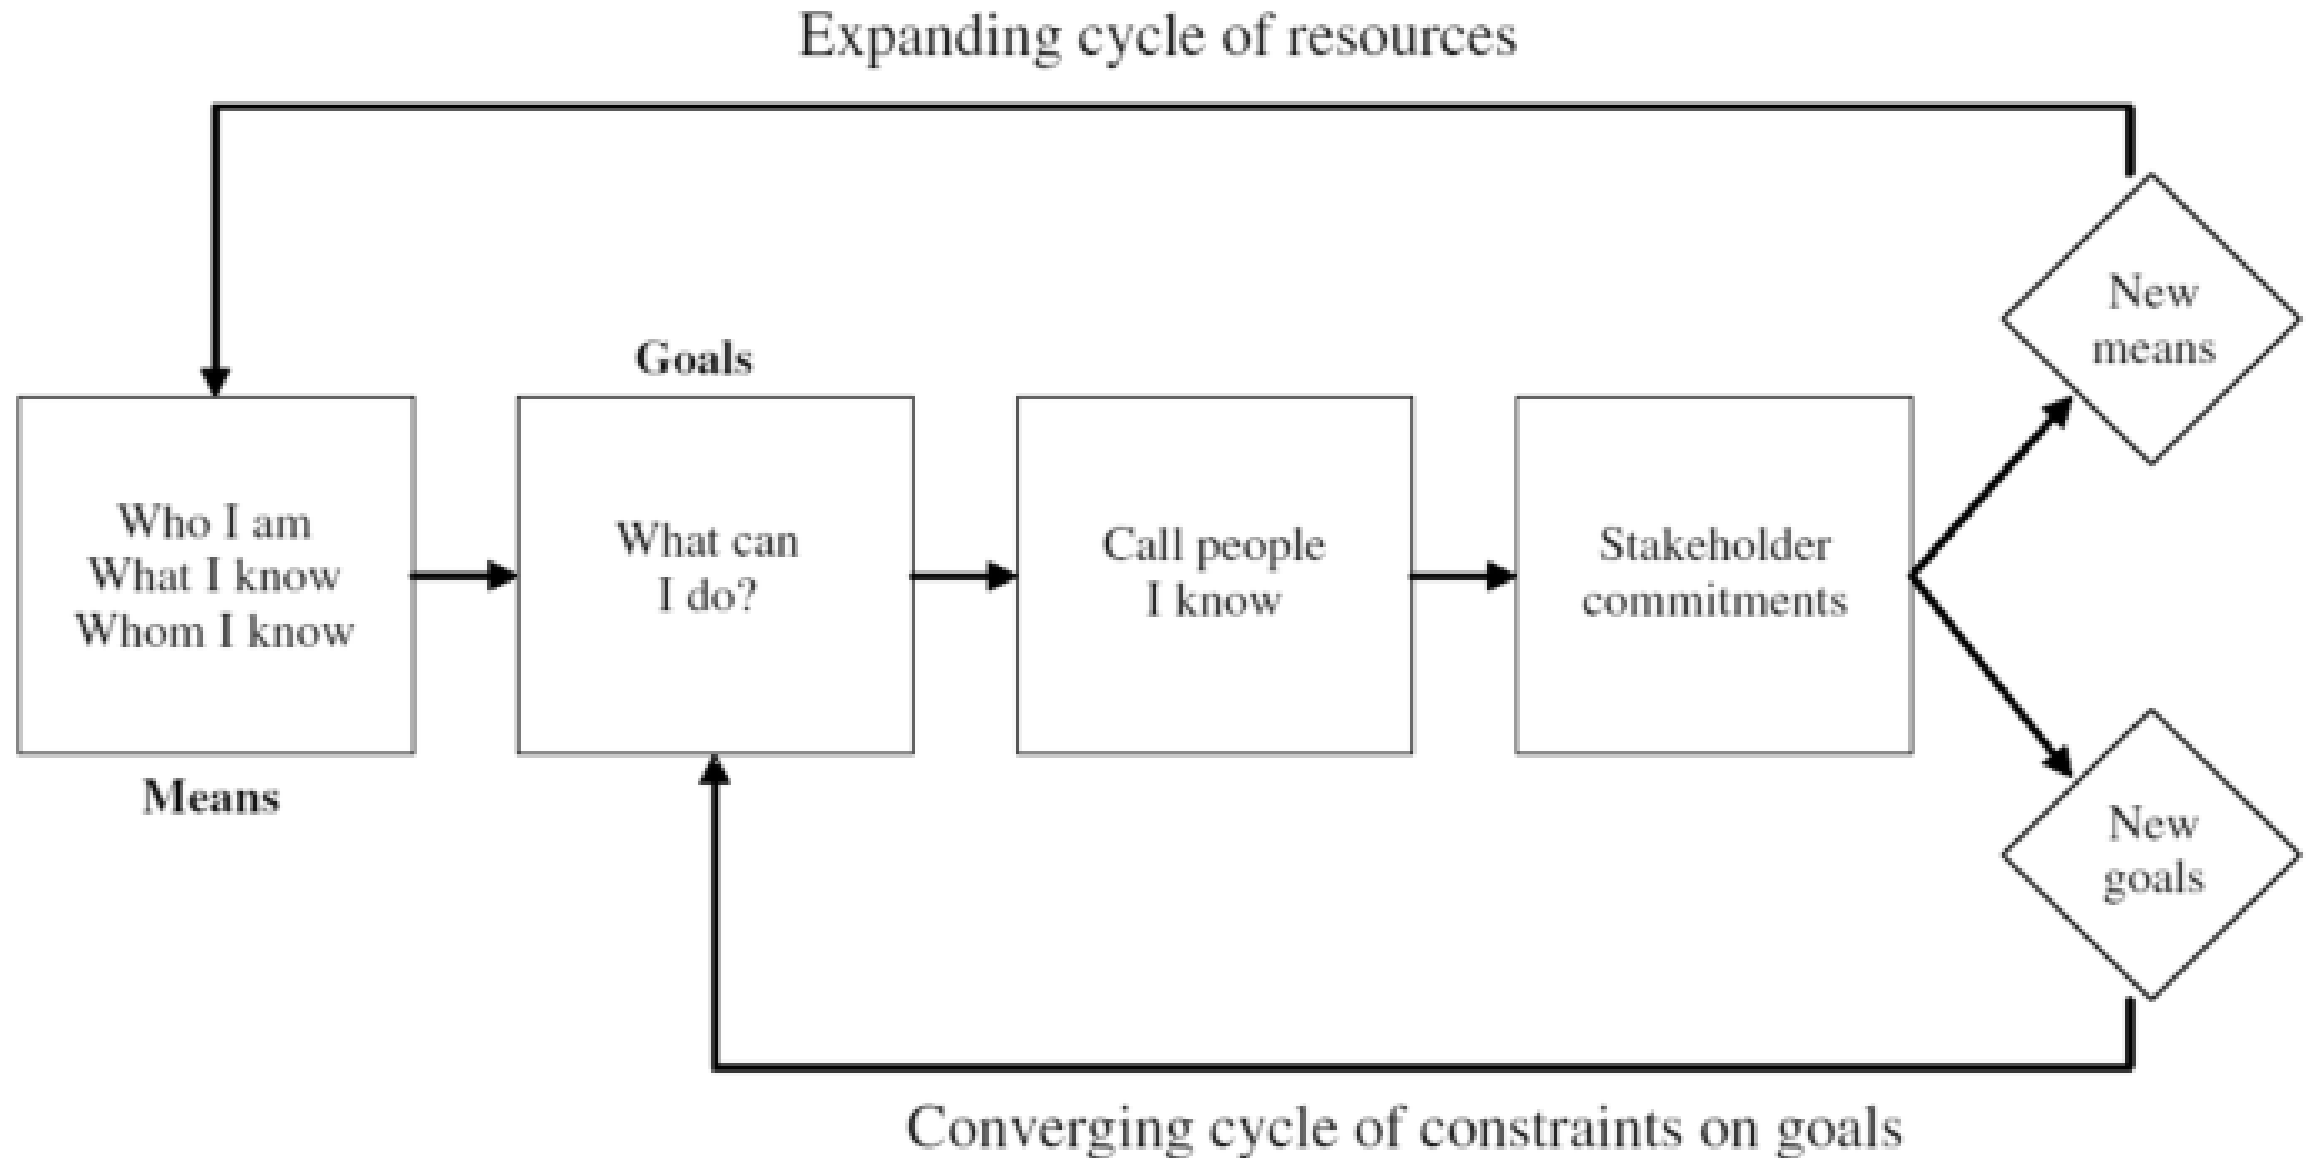 Expanding cycle of resources
Goals
Who I am
What I know
Whom I know
Means
What can
I do?
Call people
I know
Stakeholder
commitments
New
means
New
goals
Converging cycle of constraints on goals